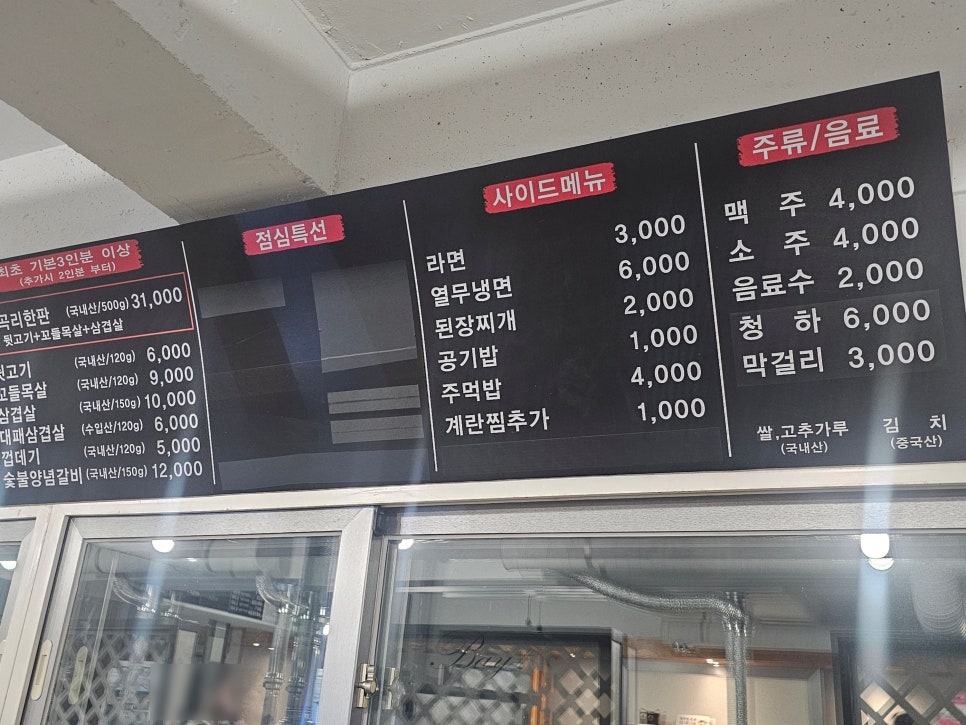 최초 기본3인분 이상
(추가시 2인분 부터)
곡리한판 (국내산/500g) 31,000
뒷고기+꼬들목살+삼겹살
뒷고기 (국내산/120g) 6,000
꼬들목살 (국내산/120g) 9,000
삼겹살 (국내산/150g) 10,000
대패삼겹살 (수입산/120g) 6,000
껍데기 (국내산/120g) 5,000
숯불양념갈비 (국내산/150g) 12,000
점심특선
사이드메뉴
라면 3,000
열무냉면 6,000
된장찌개 2,000
공기밥 1,000
주먹밥 4,000
계란찜추가 1,000
주류/음료
맥 주 4,000
소 주 4,000
음료수 2,000
청 하 6,000
막걸리 3,000
쌀,고추가루 김 치
(국내산) (중국산)
Bay